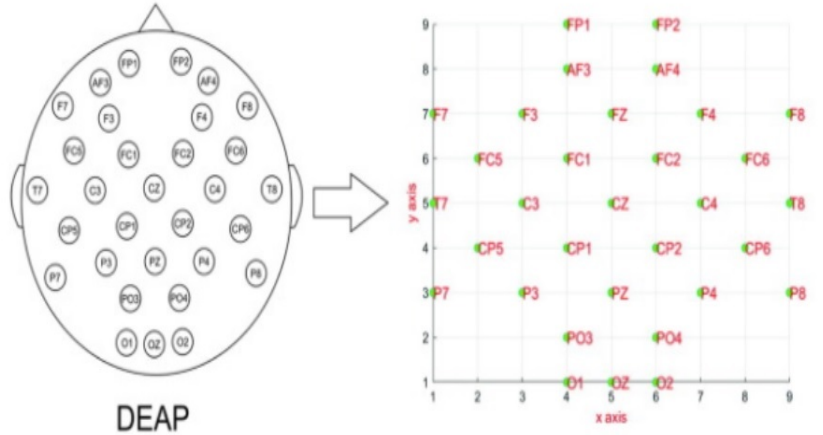 FP1 FP2
AF3 AF4
F7 F3 F4 F8
FC5 FC1 FC2 FC6
T7 C3 CZ C4 T8
CP5 CP1 CP2 CP6
P7 P3 PZ P4 P8
PO3 PO4
O1 OZ O2
DEAP
y axis
9 FP1 FP2
8 AF3 AF4
7 F7 F3 FZ F4 F8
6 FC5 FC1 FC2 FC6
5 T7 C3 CZ C4 T8
4 CP5 CP1 CP2 CP6
3 P7 P3 PZ P4 P8
2 PO3 PO4
1 O1 OZ O2
1 2 3 4 5 6 7 8 9
x axis